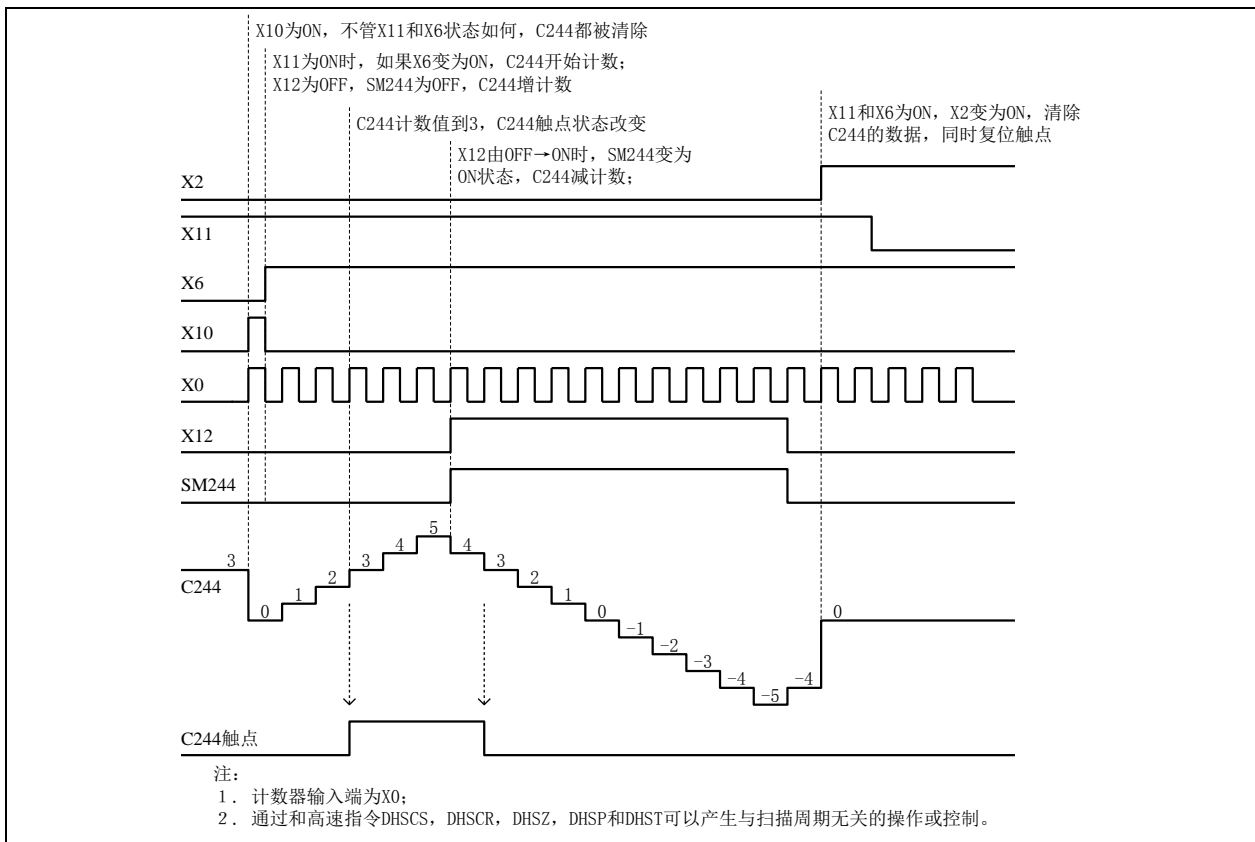 X10为ON，不管X11和X6状态如何，C244都被清除
X11为ON时，如果X6变为ON，C244开始计数；
X12为OFF，SM244为OFF，C244增计数
C244计数值到3，C244触点状态改变
X12由OFF→ON时，SM244变为
ON状态，C244减计数；
X11和X6为ON，X2变为ON，清除
C244的数据，同时复位触点
X2
X11
X6
X10
X0
X12
SM244
C244
3
0
1
2
3
4
5
4
3
2
1
0
-1
-2
-3
-4
-5
-4
0
C244触点
注：
1. 计数器输入端为X0；
2. 通过和高速指令DHSCS，DHSCR，DHSZ，DHSP和DHST可以产生与扫描周期无关的操作或控制。